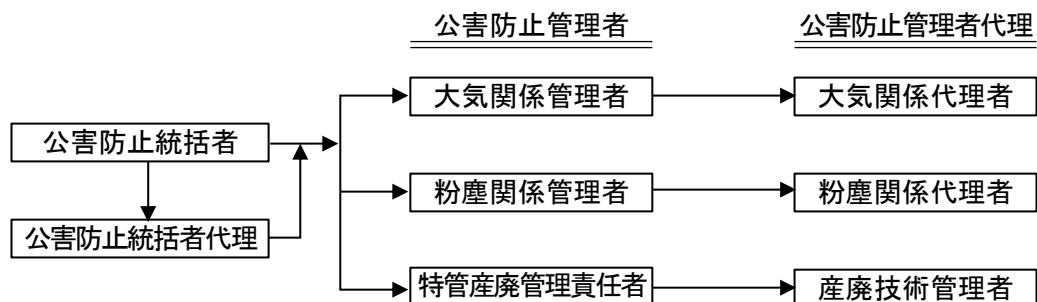 公害防止管理者
公害防止管理者代理
大気関係管理者
大気関係代理者
公害防止統括者
粉塵関係管理者
粉塵関係代理者
公害防止統括者代理
特管産廃管理責任者
産廃技術管理者